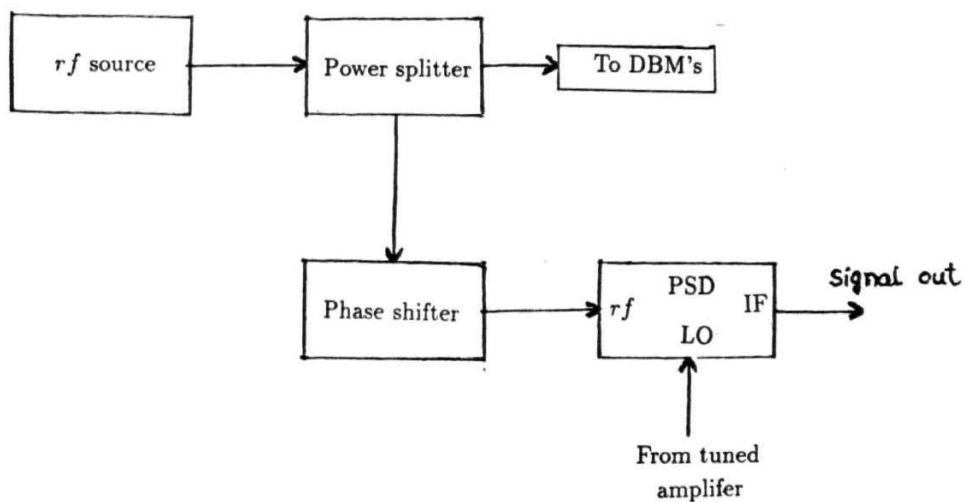 rf source
Power splitter
To DBM's
Phase shifter
PSD
rf
IF
LO
signal out
From tuned
amplifer